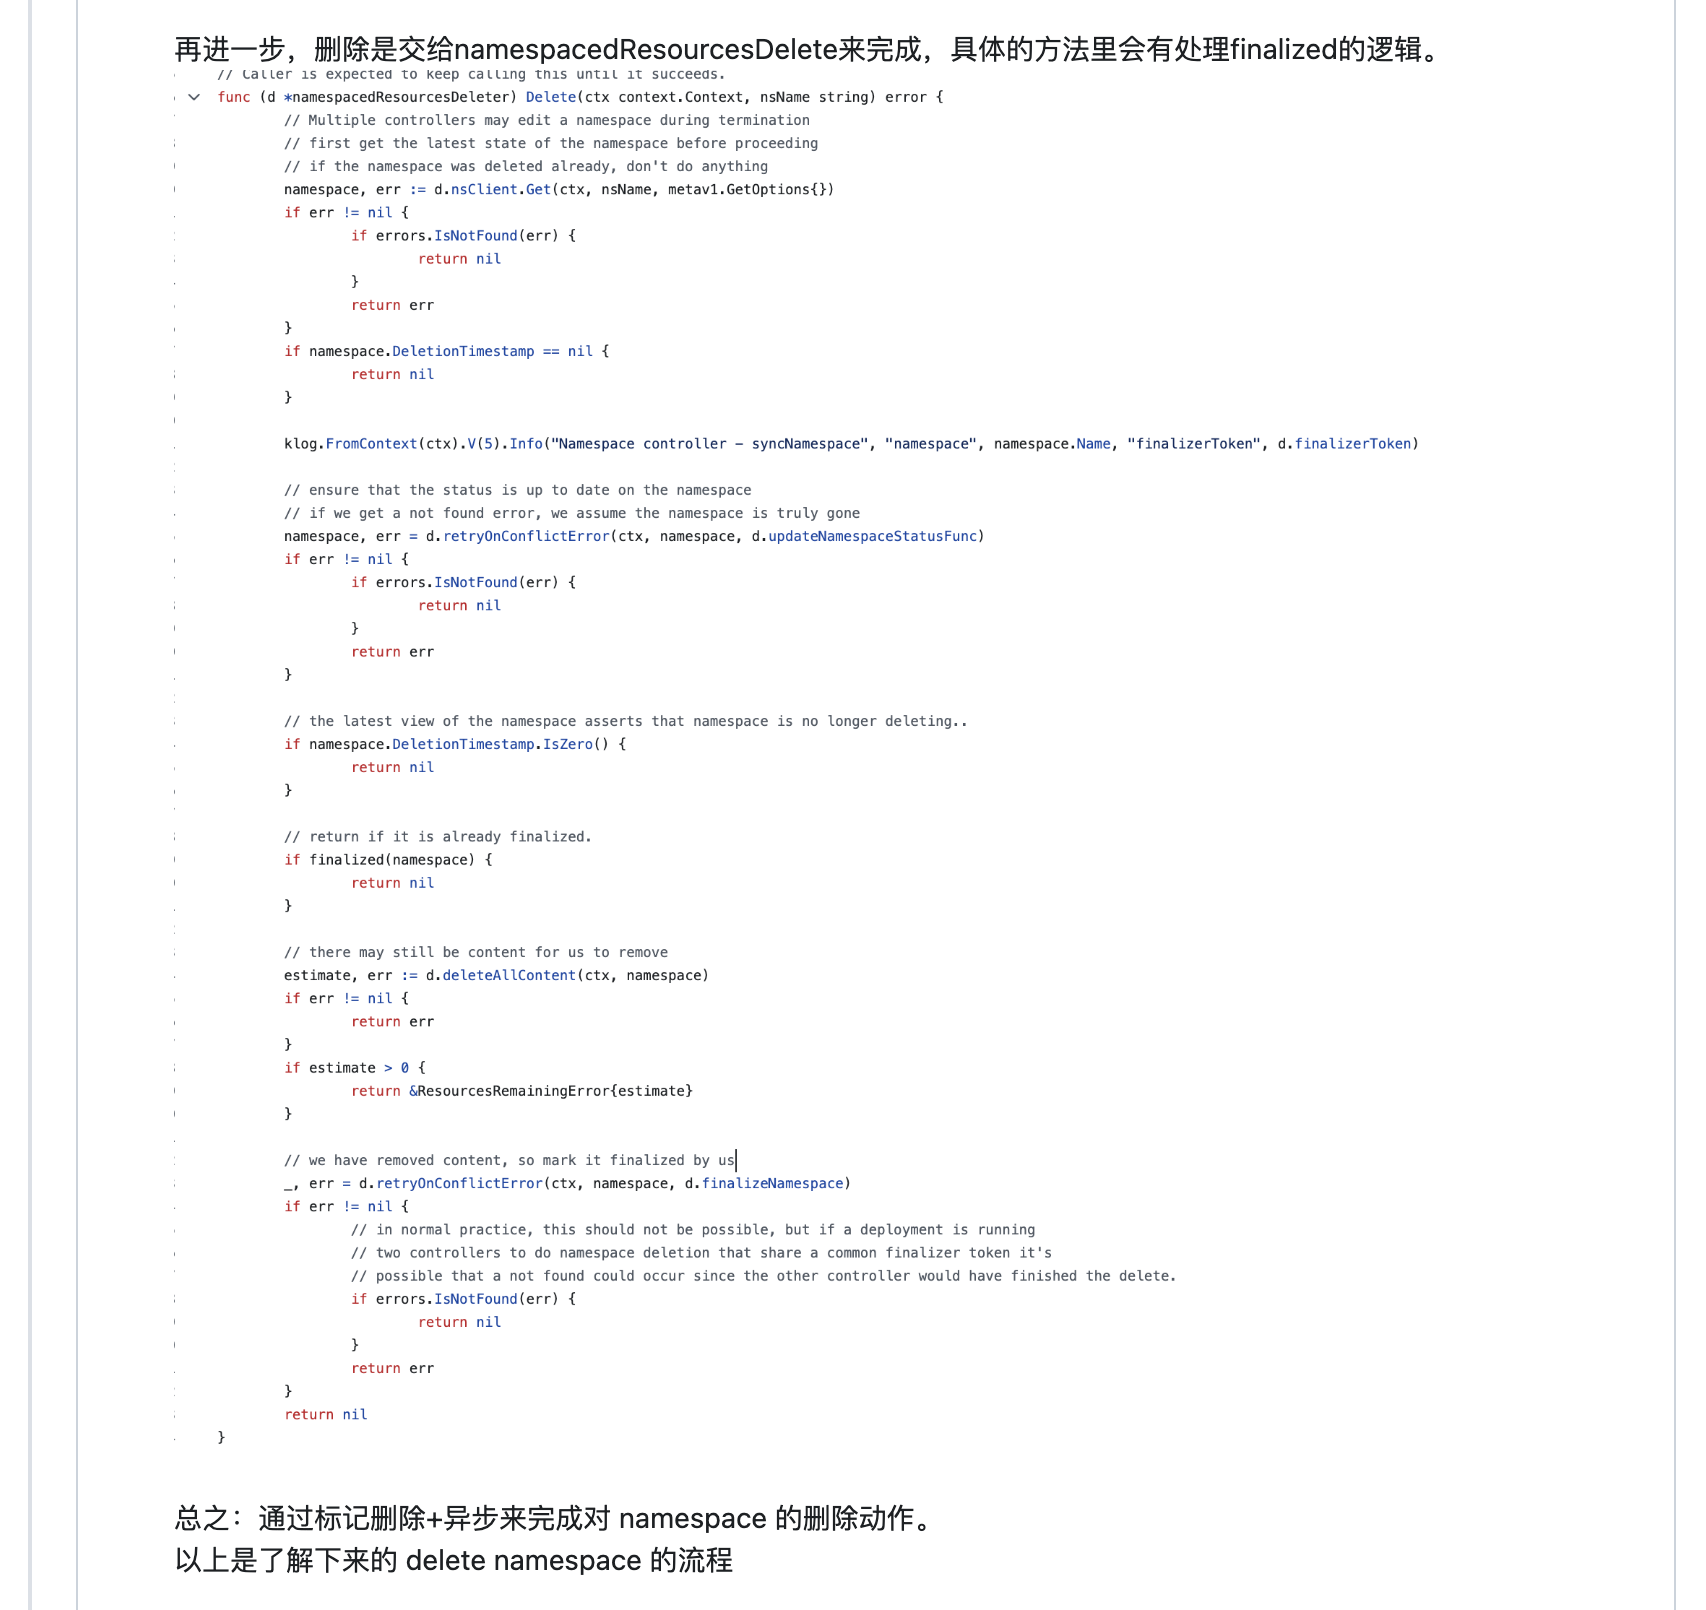 再进一步，删除是交给namespacedResourcesDelete来完成，具体的方法里会有处理finalized的逻辑。
// Caller is expected to keep calling this until it succeeds.
func (d *namespacedResourcesDeleter) Delete(ctx context.Context, nsName string) error {
// Multiple controllers may edit a namespace during termination
// first get the latest state of the namespace before proceeding
// if the namespace was deleted already, don't do anything
namespace, err := d.nsClient.Get(ctx, nsName, metav1.GetOptions{})
if err != nil {
if errors.IsNotFound(err) {
return nil
}
return err
}
if namespace.DeletionTimestamp == nil {
return nil
}
klog.FromContext(ctx).V(5).Info("Namespace controller - syncNamespace", "namespace", namespace.Name, "finalizerToken", d.finalizerToken)
// ensure that the status is up to date on the namespace
// if we get a not found error, we assume the namespace is truly gone
namespace, err = d.retryOnConflictError(ctx, namespace, d.updateNamespaceStatusFunc)
if err != nil {
if errors.IsNotFound(err) {
return nil
}
return err
}
// the latest view of the namespace asserts that namespace is no longer deleting..
if namespace.DeletionTimestamp.IsZero() {
return nil
}
// return if it is already finalized.
if finalized(namespace) {
return nil
}
// there may still be content for us to remove
estimate, err := d.deleteAllContent(ctx, namespace)
if err != nil {
return err
}
if estimate > 0 {
return &ResourcesRemainingError{estimate}
}
// we have removed content, so mark it finalized by us
_, err = d.retryOnConflictError(ctx, namespace, d.finalizeNamespace)
if err != nil {
// in normal practice, this should not be possible, but if a deployment is running
// two controllers to do namespace deletion that share a common finalizer token it's
// possible that a not found could occur since the other controller would have finished the delete.
if errors.IsNotFound(err) {
return nil
}
return err
}
return nil
}
总之：通过标记删除+异步来完成对 namespace 的删除动作。
以上是了解下来的 delete namespace 的流程